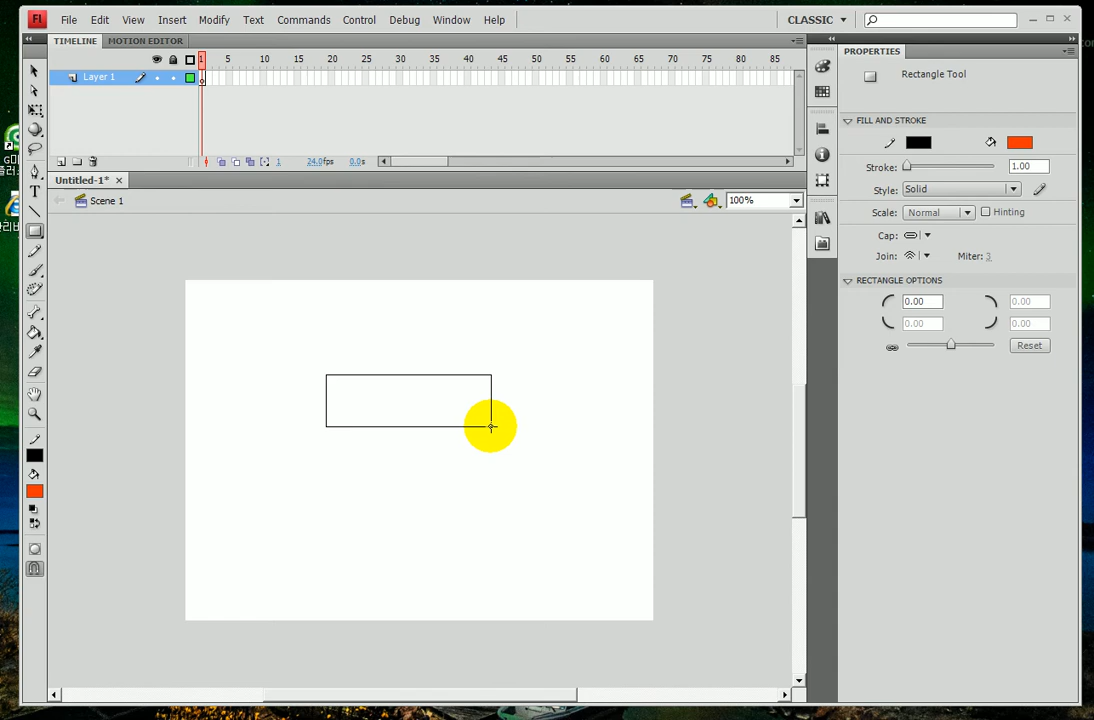 Fl File Edit View Insert Modify Text Commands Control Debug Window Help CLASSIC
TIMELINE MOTION EDITOR
1 5 10 15 20 25 30 35 40 45 50 55 60 65 70 75 80 85
Layer 1
1 24.0fps 0.0s
Untitled-1*
Scene 1 100%
PROPERTIES
Rectangle Tool
FILL AND STROKE
Stroke: 1.00
Style: Solid
Scale: Normal Hinting
Cap:
Join: Miter: 3
RECTANGLE OPTIONS
0.00 0.00
0.00 0.00
Reset
T